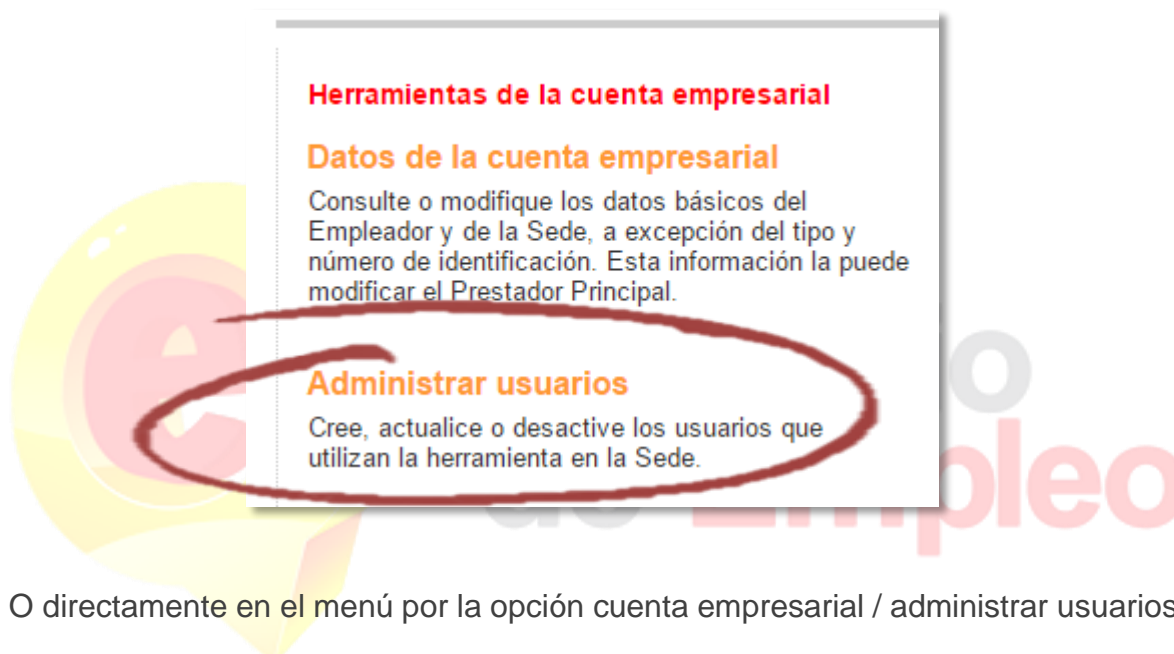 Herramientas de la cuenta empresarial
Datos de la cuenta empresarial
Consulte o modifique los datos básicos del
Empleador y de la Sede, a excepción del tipo y
número de identificación. Esta información la puede
modificar el Prestador Principal.
Administrar usuarios
Cree, actualice o desactive los usuarios que
utilizan la herramienta en la Sede.
de Empleo
O directamente en el menú por la opción cuenta empresarial / administrar usuarios